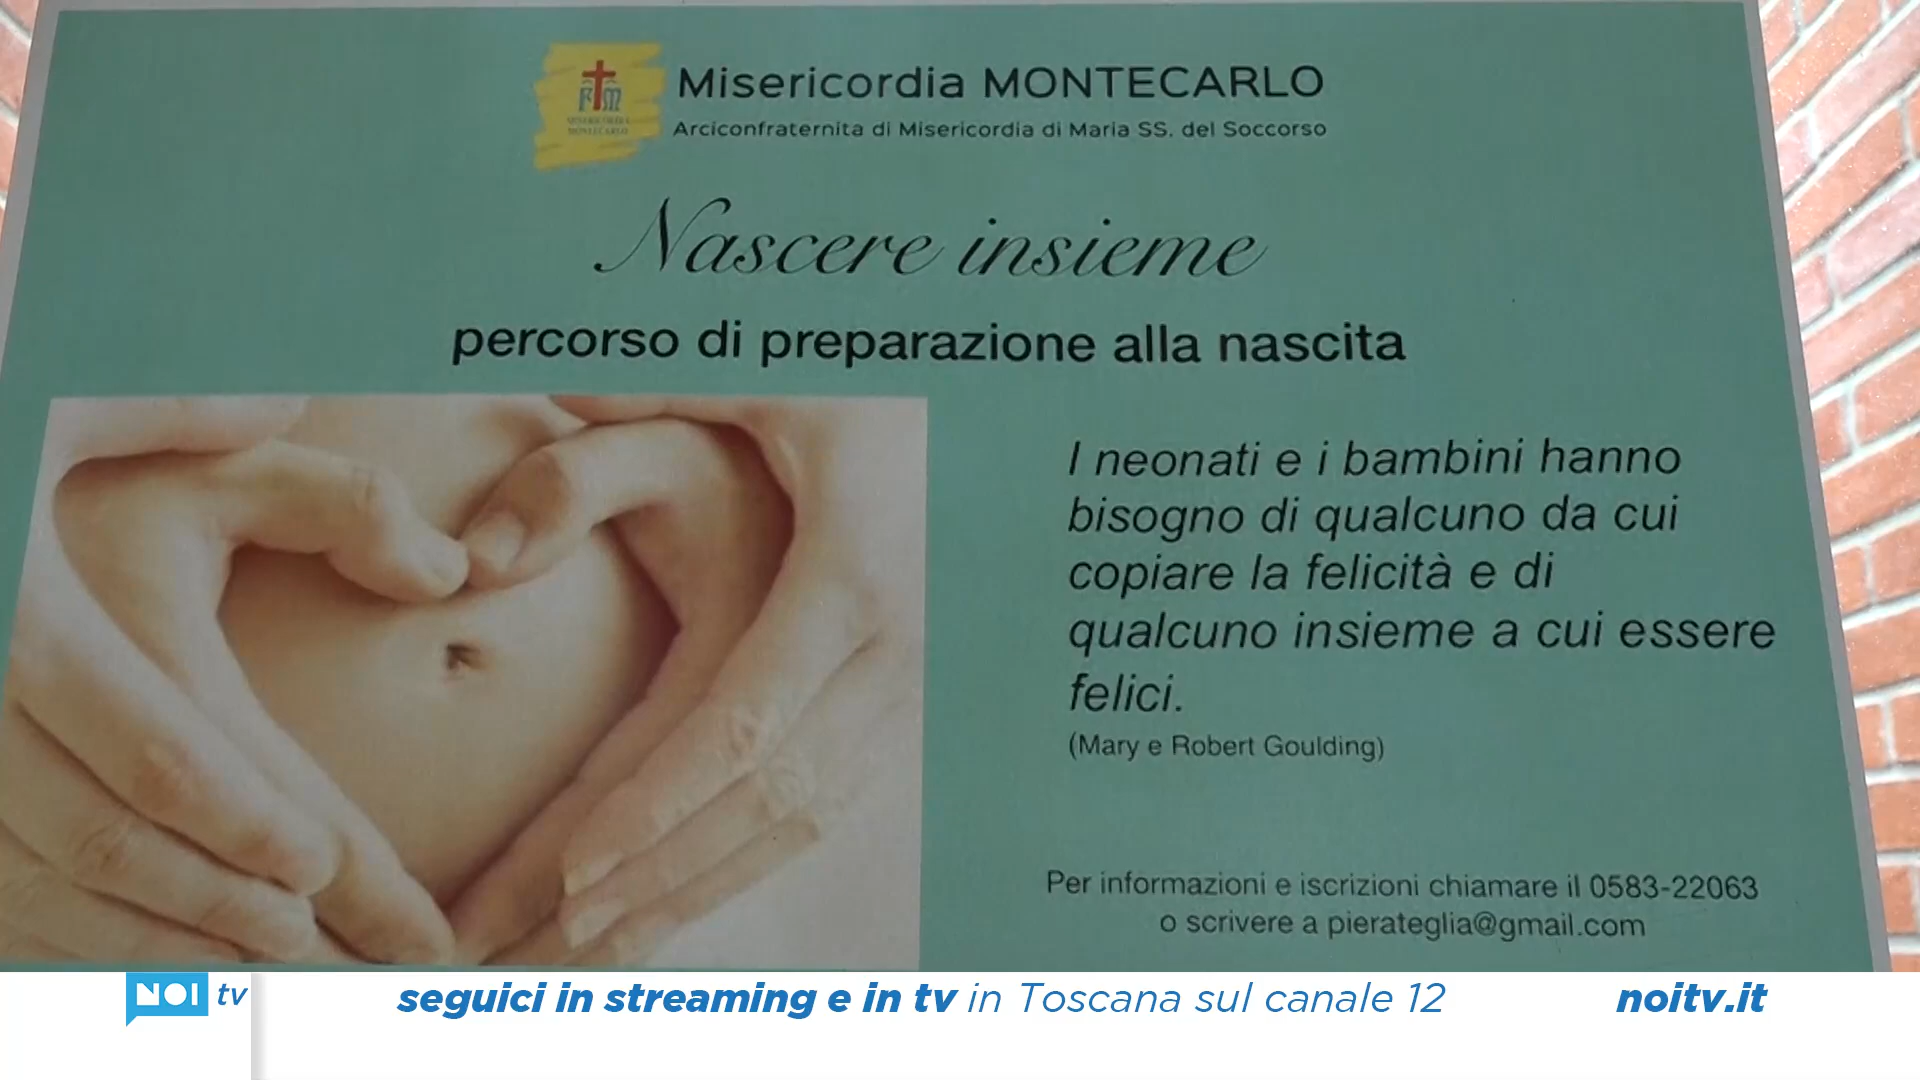 Misericordia MONTECARLO
Arciconfraternita di Misericordia di Maria SS. del Soccorso
MISERICORDIA
MONTECARLO
Nascere insieme
percorso di preparazione alla nascita
I neonati e i bambini hanno
bisogno di qualcuno da cui
copiare la felicità e di
qualcuno insieme a cui essere
felici.
(Mary e Robert Goulding)
Per informazioni e iscrizioni chiamare il 0583-22063
o scrivere a pierateglia@gmail.com
NOI tv
seguici in streaming e in tv in Toscana sul canale 12
noitv.it